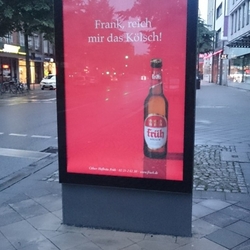 Frank, reich
mir das Kölsch!
Früh